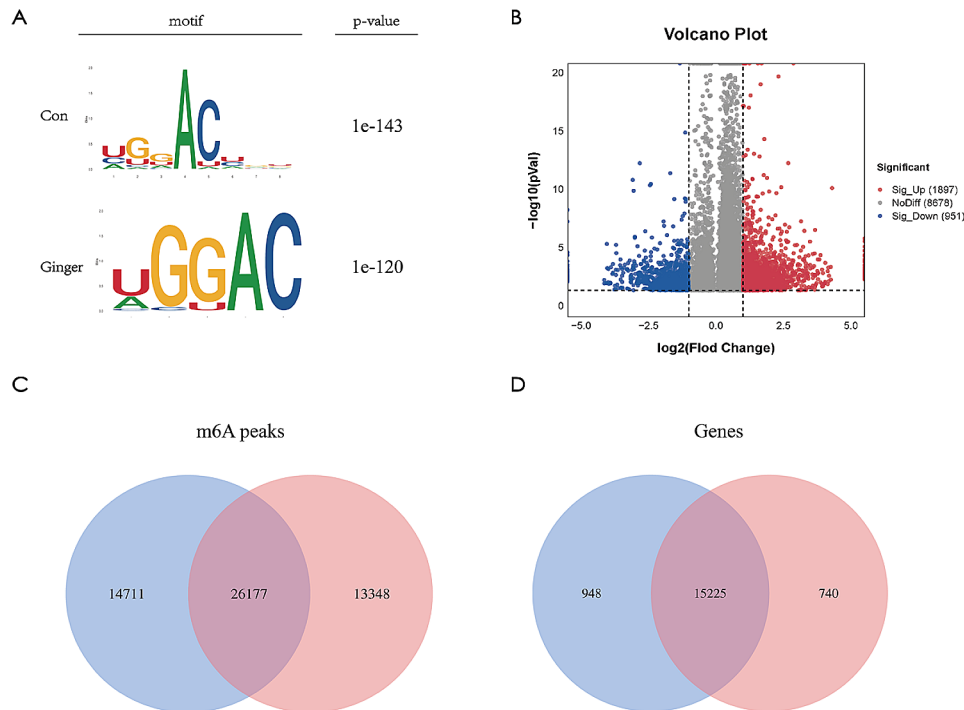 A
motif
p-value
Con
1e-143
Ginger
UGGAC
1e-120
B
Volcano Plot
20
15
10
5
0
−log10(pVal)
−5.0
−2.5
0.0
2.5
5.0
log2(Flod Change)
Significant
Sig_Up (1897)
NoDiff (8678)
Sig_Down (951)
C
m6A peaks
14711
26177
13348
D
Genes
948
15225
740